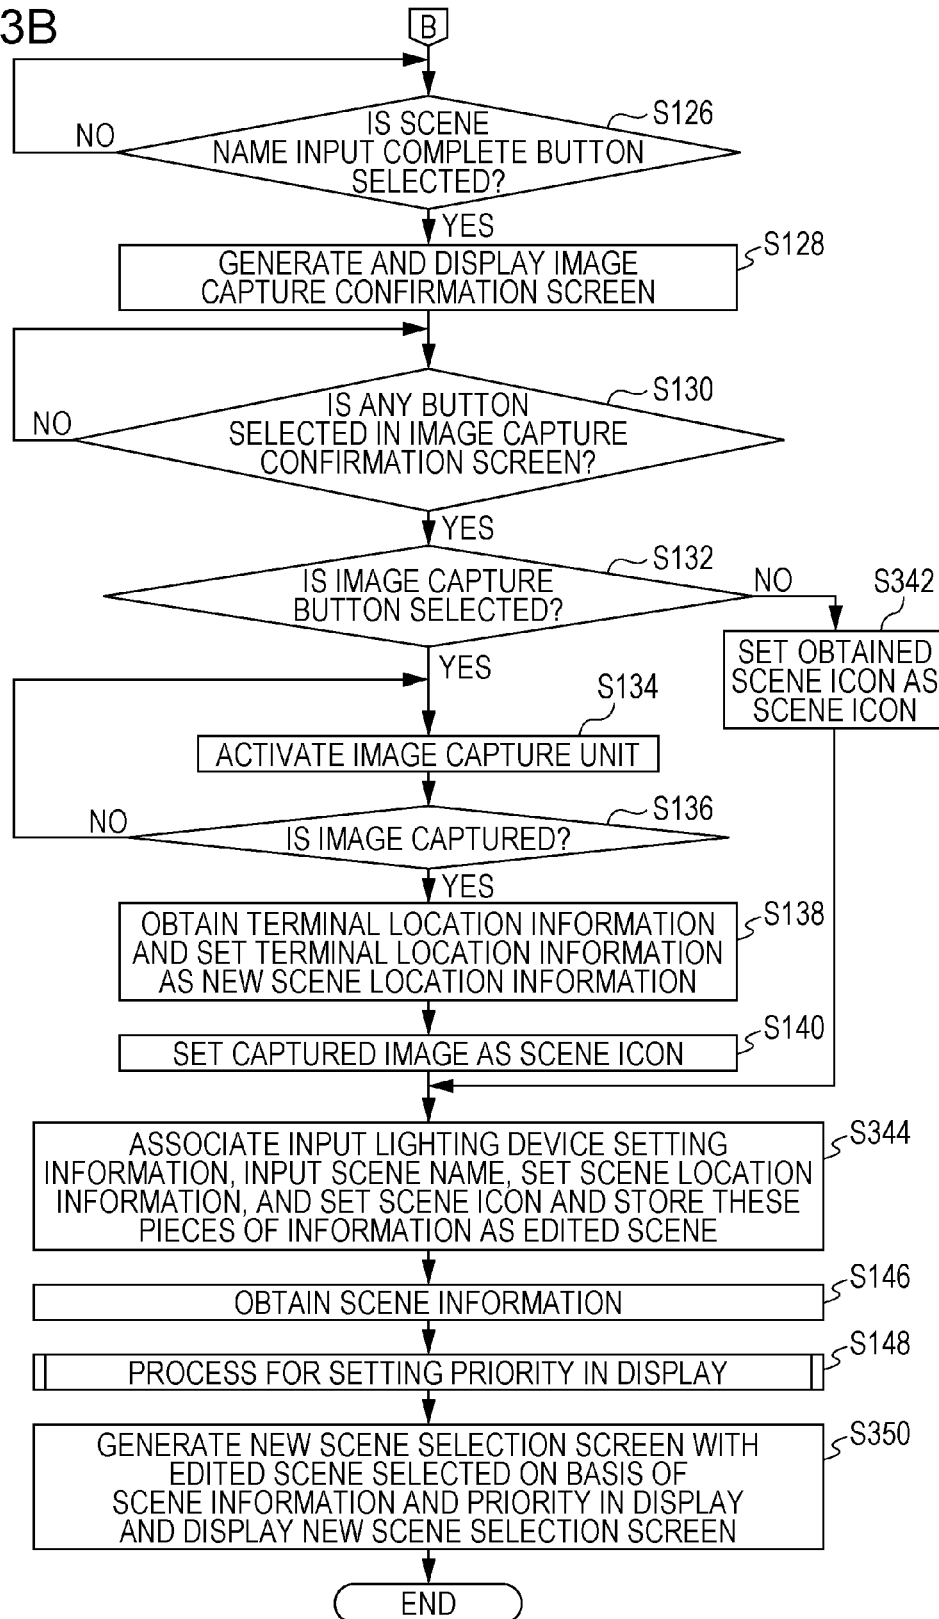 3B
B
S126
IS SCENE
NAME INPUT COMPLETE BUTTON
SELECTED?
NO
YES
S128
GENERATE AND DISPLAY IMAGE
CAPTURE CONFIRMATION SCREEN
S130
IS ANY BUTTON
SELECTED IN IMAGE CAPTURE
CONFIRMATION SCREEN?
NO
YES
S132
IS IMAGE CAPTURE
BUTTON SELECTED?
NO
S342
SET OBTAINED
SCENE ICON AS
SCENE ICON
YES
S134
ACTIVATE IMAGE CAPTURE UNIT
S136
IS IMAGE CAPTURED?
NO
YES
S138
OBTAIN TERMINAL LOCATION INFORMATION
AND SET TERMINAL LOCATION INFORMATION
AS NEW SCENE LOCATION INFORMATION
S140
SET CAPTURED IMAGE AS SCENE ICON
S344
ASSOCIATE INPUT LIGHTING DEVICE SETTING
INFORMATION, INPUT SCENE NAME, SET SCENE LOCATION
INFORMATION, AND SET SCENE ICON AND STORE THESE
PIECES OF INFORMATION AS EDITED SCENE
S146
OBTAIN SCENE INFORMATION
S148
PROCESS FOR SETTING PRIORITY IN DISPLAY
S350
GENERATE NEW SCENE SELECTION SCREEN WITH
EDITED SCENE SELECTED ON BASIS OF
SCENE INFORMATION AND PRIORITY IN DISPLAY
AND DISPLAY NEW SCENE SELECTION SCREEN
END